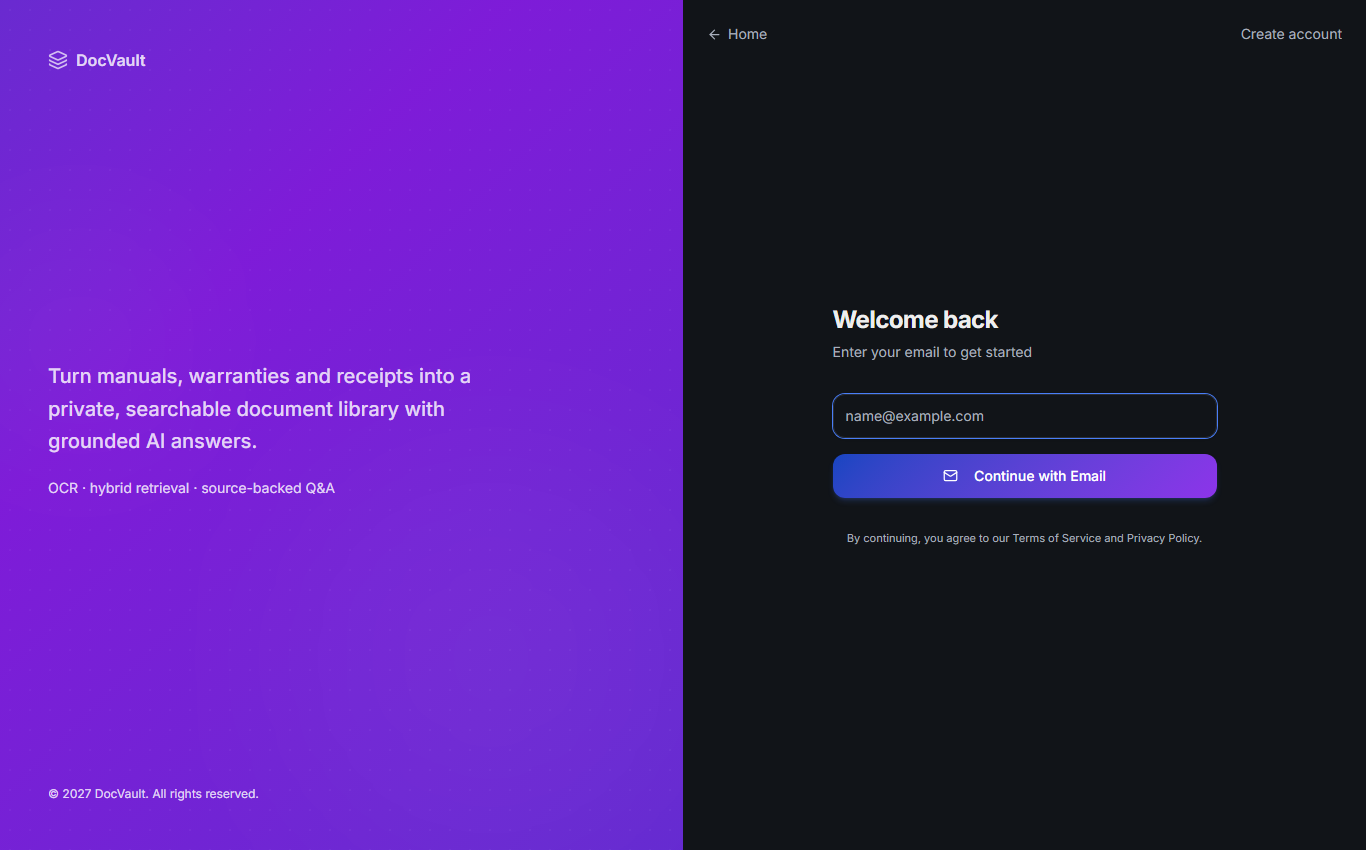 DocVault
Turn manuals, warranties and receipts into a
private, searchable document library with
grounded AI answers.
OCR · hybrid retrieval · source-backed Q&A
© 2027 DocVault. All rights reserved.
Home
Create account
Welcome back
Enter your email to get started
name@example.com
Continue with Email
By continuing, you agree to our Terms of Service and Privacy Policy.